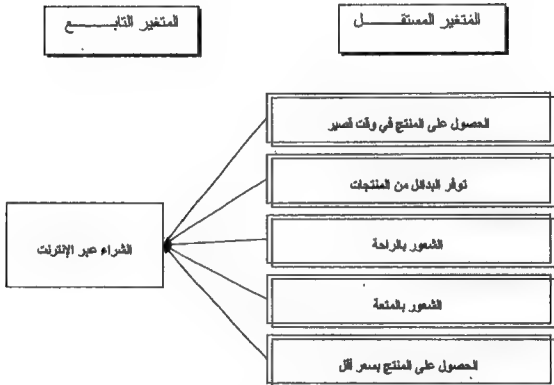 المتغير المستقـــــــل
المتغير التابـــــــع
الحصول على المنتج في وقت قصير
توفر البدائل من المنتجات
الشعور بالراحة
الشعور بالمتعة
الحصول على المنتج بسعر أقل
الشراء عبر الإنترنت